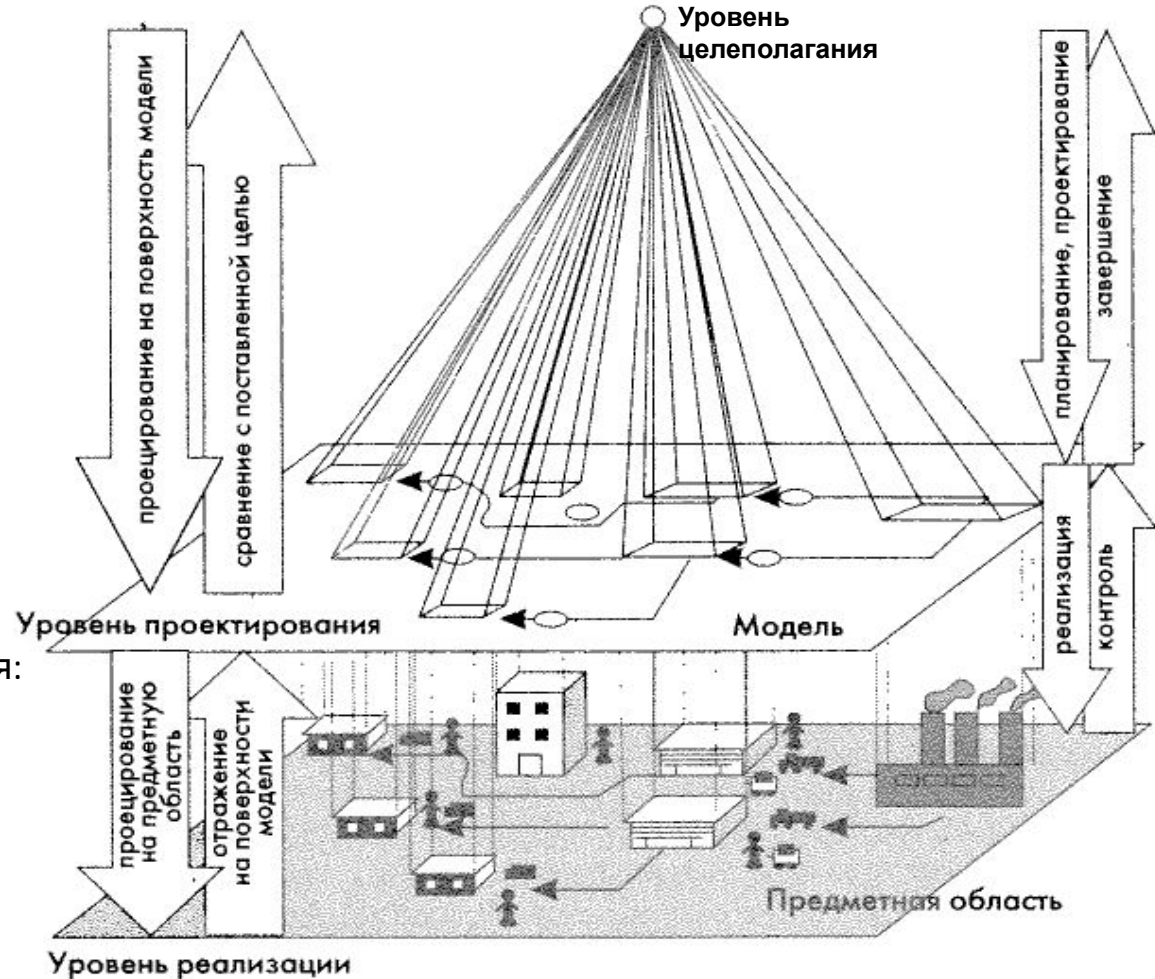 Уровень
целеполагания
проецирование на поверхность модели
сравнение с поставленной целью
планирование, проектирование
завершение
реализация
контроль
Уровень проектирования
Модель
я:
проецирование
на предметную
область
отражение
на поверхности
модели
Предметная область
Уровень реализации